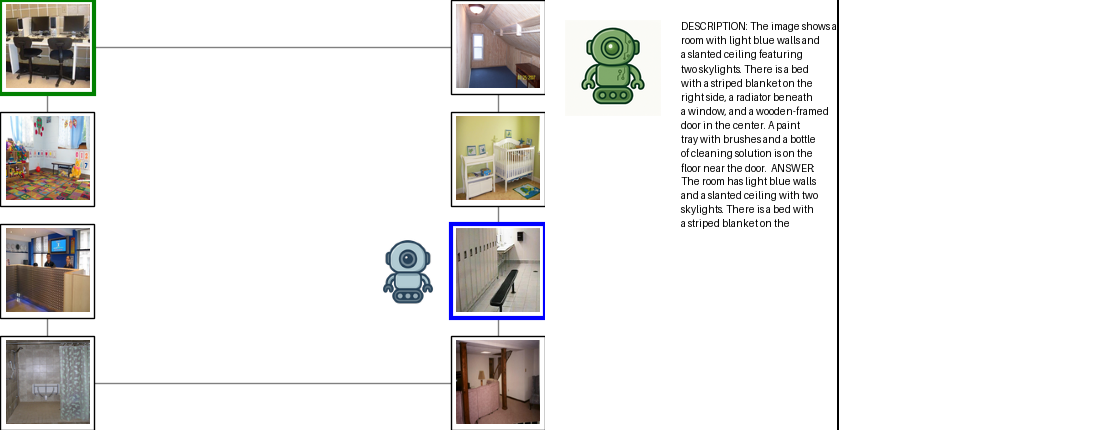 DESCRIPTION: The image shows a
room with light blue walls and
a slanted ceiling featuring
two skylights. There is a bed
with a striped blanket on the
right side, a radiator beneath
a window, and a wooden-framed
door in the center. A paint
tray with brushes and a bottle
of cleaning solution is on the
floor near the door. ANSWER
The room has light blue walls
and a slanted ceiling with two
skylights. There is a bed with
a striped blanket on the